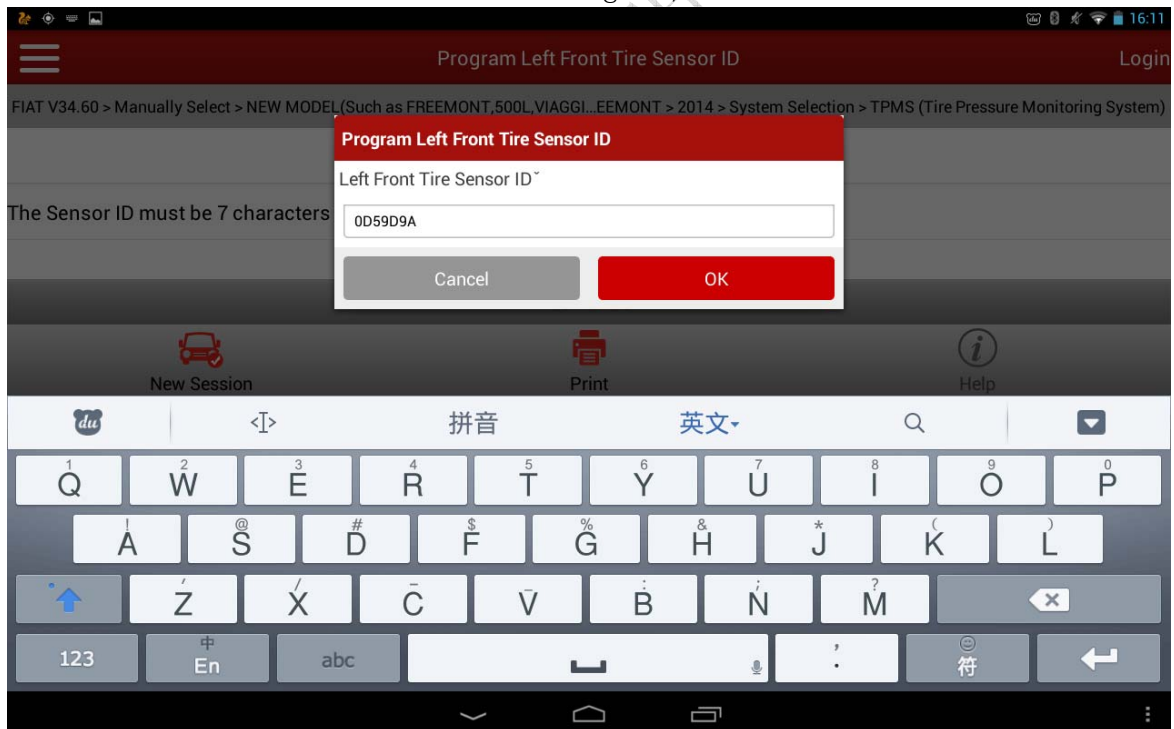 16:11
Program Left Front Tire Sensor ID
Login
FIAT V34.60 > Manually Select > NEW MODEL(Such as FREEMONT,500L,VIAGGI...EEMONT > 2014 > System Selection > TPMS (Tire Pressure Monitoring System)
Program Left Front Tire Sensor ID
Left Front Tire Sensor IDˇ
The Sensor ID must be 7 characters
0D59D9A
Cancel
OK
New Session
Print
Help
du
拼音
英文
1 2 3 4 5 6 7 8 9 0
Q W E R T Y U I O P
! @ # $ % & * ( )
A S D F G H J K L
' / - _ : ; ?
Z X C V B N M
123
中
En
abc
,
.
符